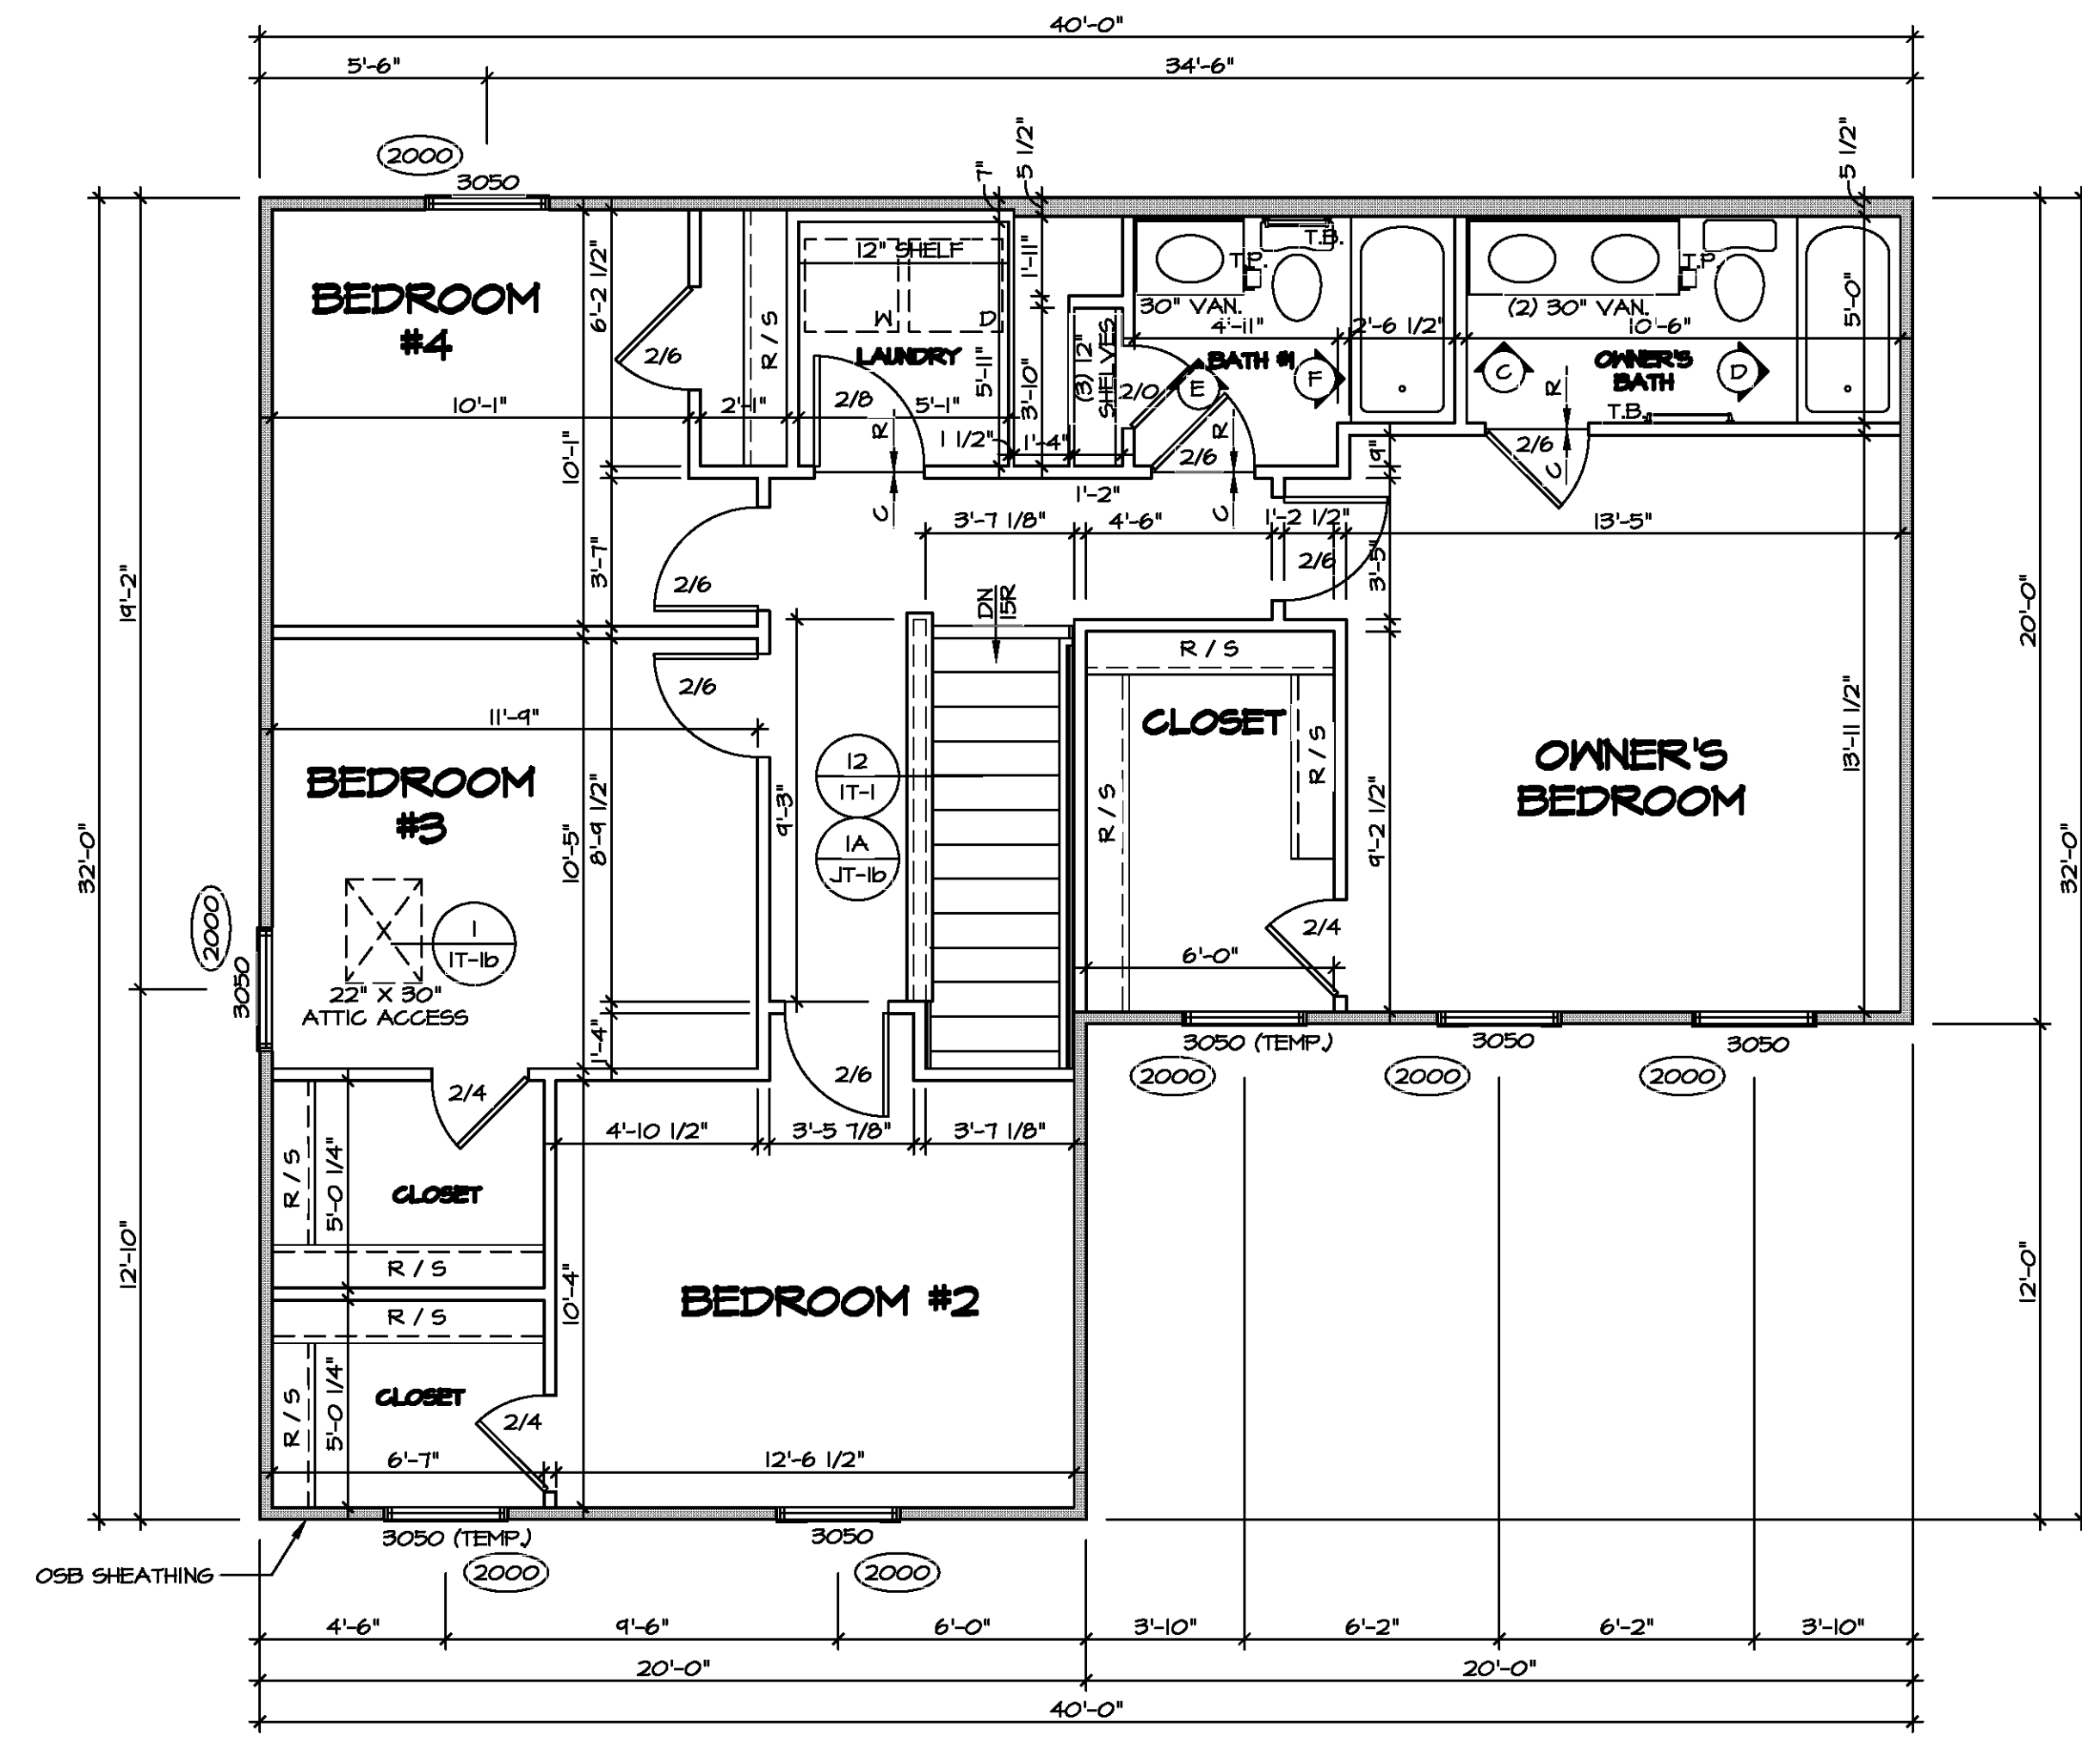 40'-0"
5'-6"
34'-6"
2000
3050
7"
5 1/2"
5 1/2"
BEDROOM
#4
6'-2 1/2"
R / S
12" SHELF
W
D
LAUNDRY
1'-11"
T.B.
T.P.
30" VAN.
T.P.
(2) 30" VAN.
5'-0"
4'-11"
2'-6 1/2"
10'-6"
2/6
5'-11"
3'-10"
(3) 12"
SHELVES
BATH #1
E
F
C
OWNER'S
BATH
D
R
T.B.
10'-1"
2'-1"
2/8
5'-1"
2/0
R
R
1 1/2"
1'-4"
2/6
2/6
C
9"
10'-1"
C
C
1'-2"
3'-7 1/8"
4'-6"
1'-2 1/2"
13'-5"
3'-7"
2/6
2/6
3'-5"
19'-2"
DN
15R
20'-0"
R / S
2/6
11'-9"
CLOSET
R / S
13'-11 1/2"
BEDROOM
#3
12
1T-1
OWNER'S
BEDROOM
9'-3"
R / S
9'-2 1/2"
10'-5"
8'-9 1/2"
1A
JT-1b
32'-0"
32'-0"
2000
3050
1
1T-1b
22" X 30"
ATTIC ACCESS
2/4
6'-0"
1'-4"
3050 (TEMP.)
3050
3050
2000
2000
2000
2/4
2/6
4'-10 1/2"
3'-5 7/8"
3'-7 1/8"
R / S
5'-0 1/4"
CLOSET
12'-10"
R / S
10'-4"
BEDROOM #2
12'-0"
R / S
R / S
5'-0 1/4"
CLOSET
2/4
6'-7"
12'-6 1/2"
3050 (TEMP.)
3050
OSB SHEATHING
2000
2000
4'-6"
9'-6"
6'-0"
3'-10"
6'-2"
6'-2"
3'-10"
20'-0"
20'-0"
40'-0"